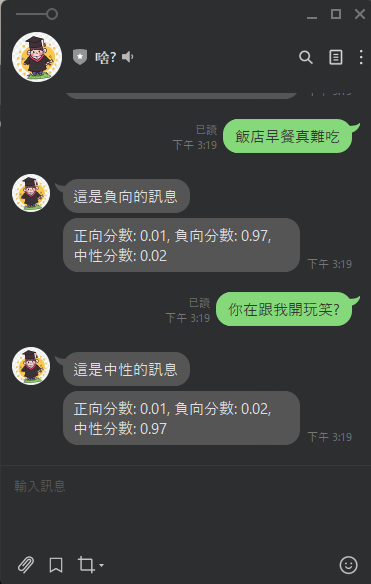 啥?
已讀
下午 3:19
飯店早餐真難吃
這是負向的訊息
正向分數: 0.01, 負向分數: 0.97,
中性分數: 0.02
下午 3:19
已讀
下午 3:19
你在跟我開玩笑?
這是中性的訊息
正向分數: 0.01, 負向分數: 0.02,
中性分數: 0.97
下午 3:19
輸入訊息